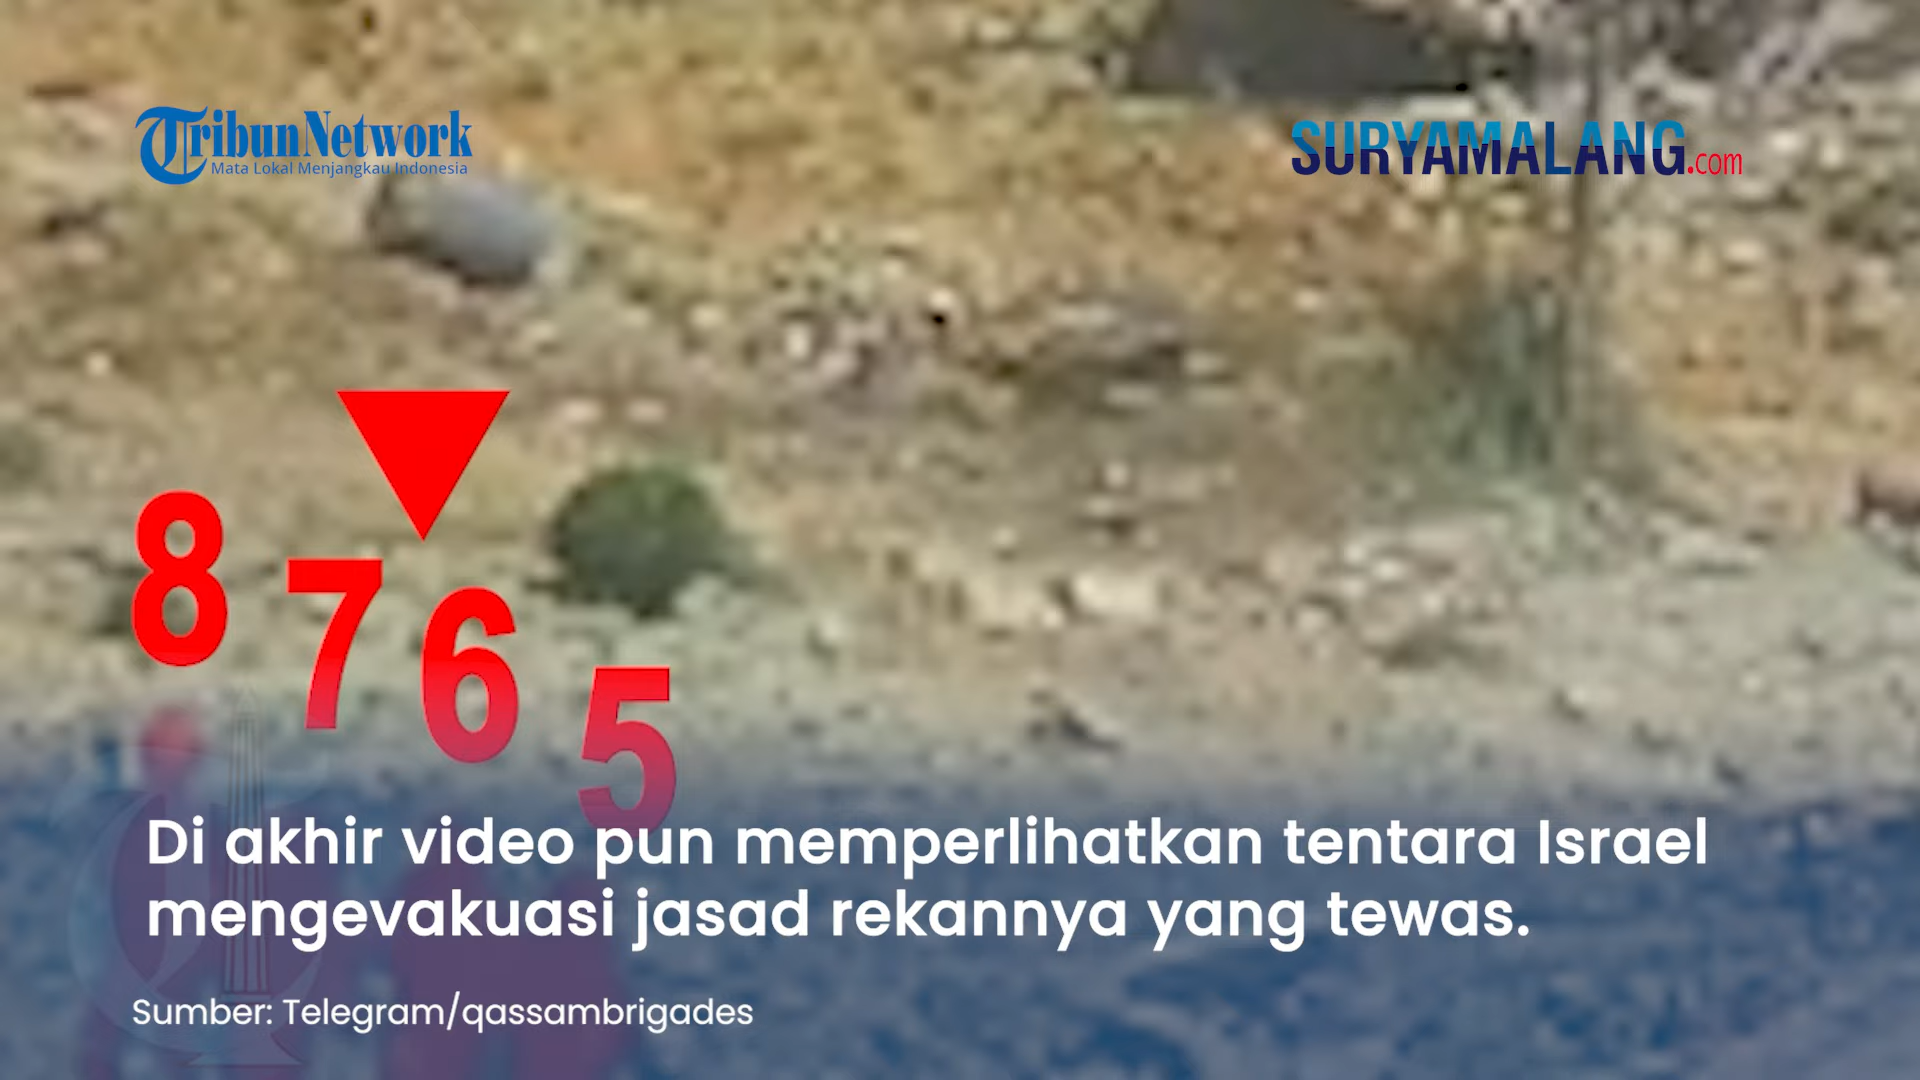 TribunNetwork
Mata Lokal Menjangkau Indonesia
SURYAMALANG.com
8
7
6
5
Di akhir video pun memperlihatkan tentara Israel
mengevakuasi jasad rekannya yang tewas.
Sumber: Telegram/qassambrigades